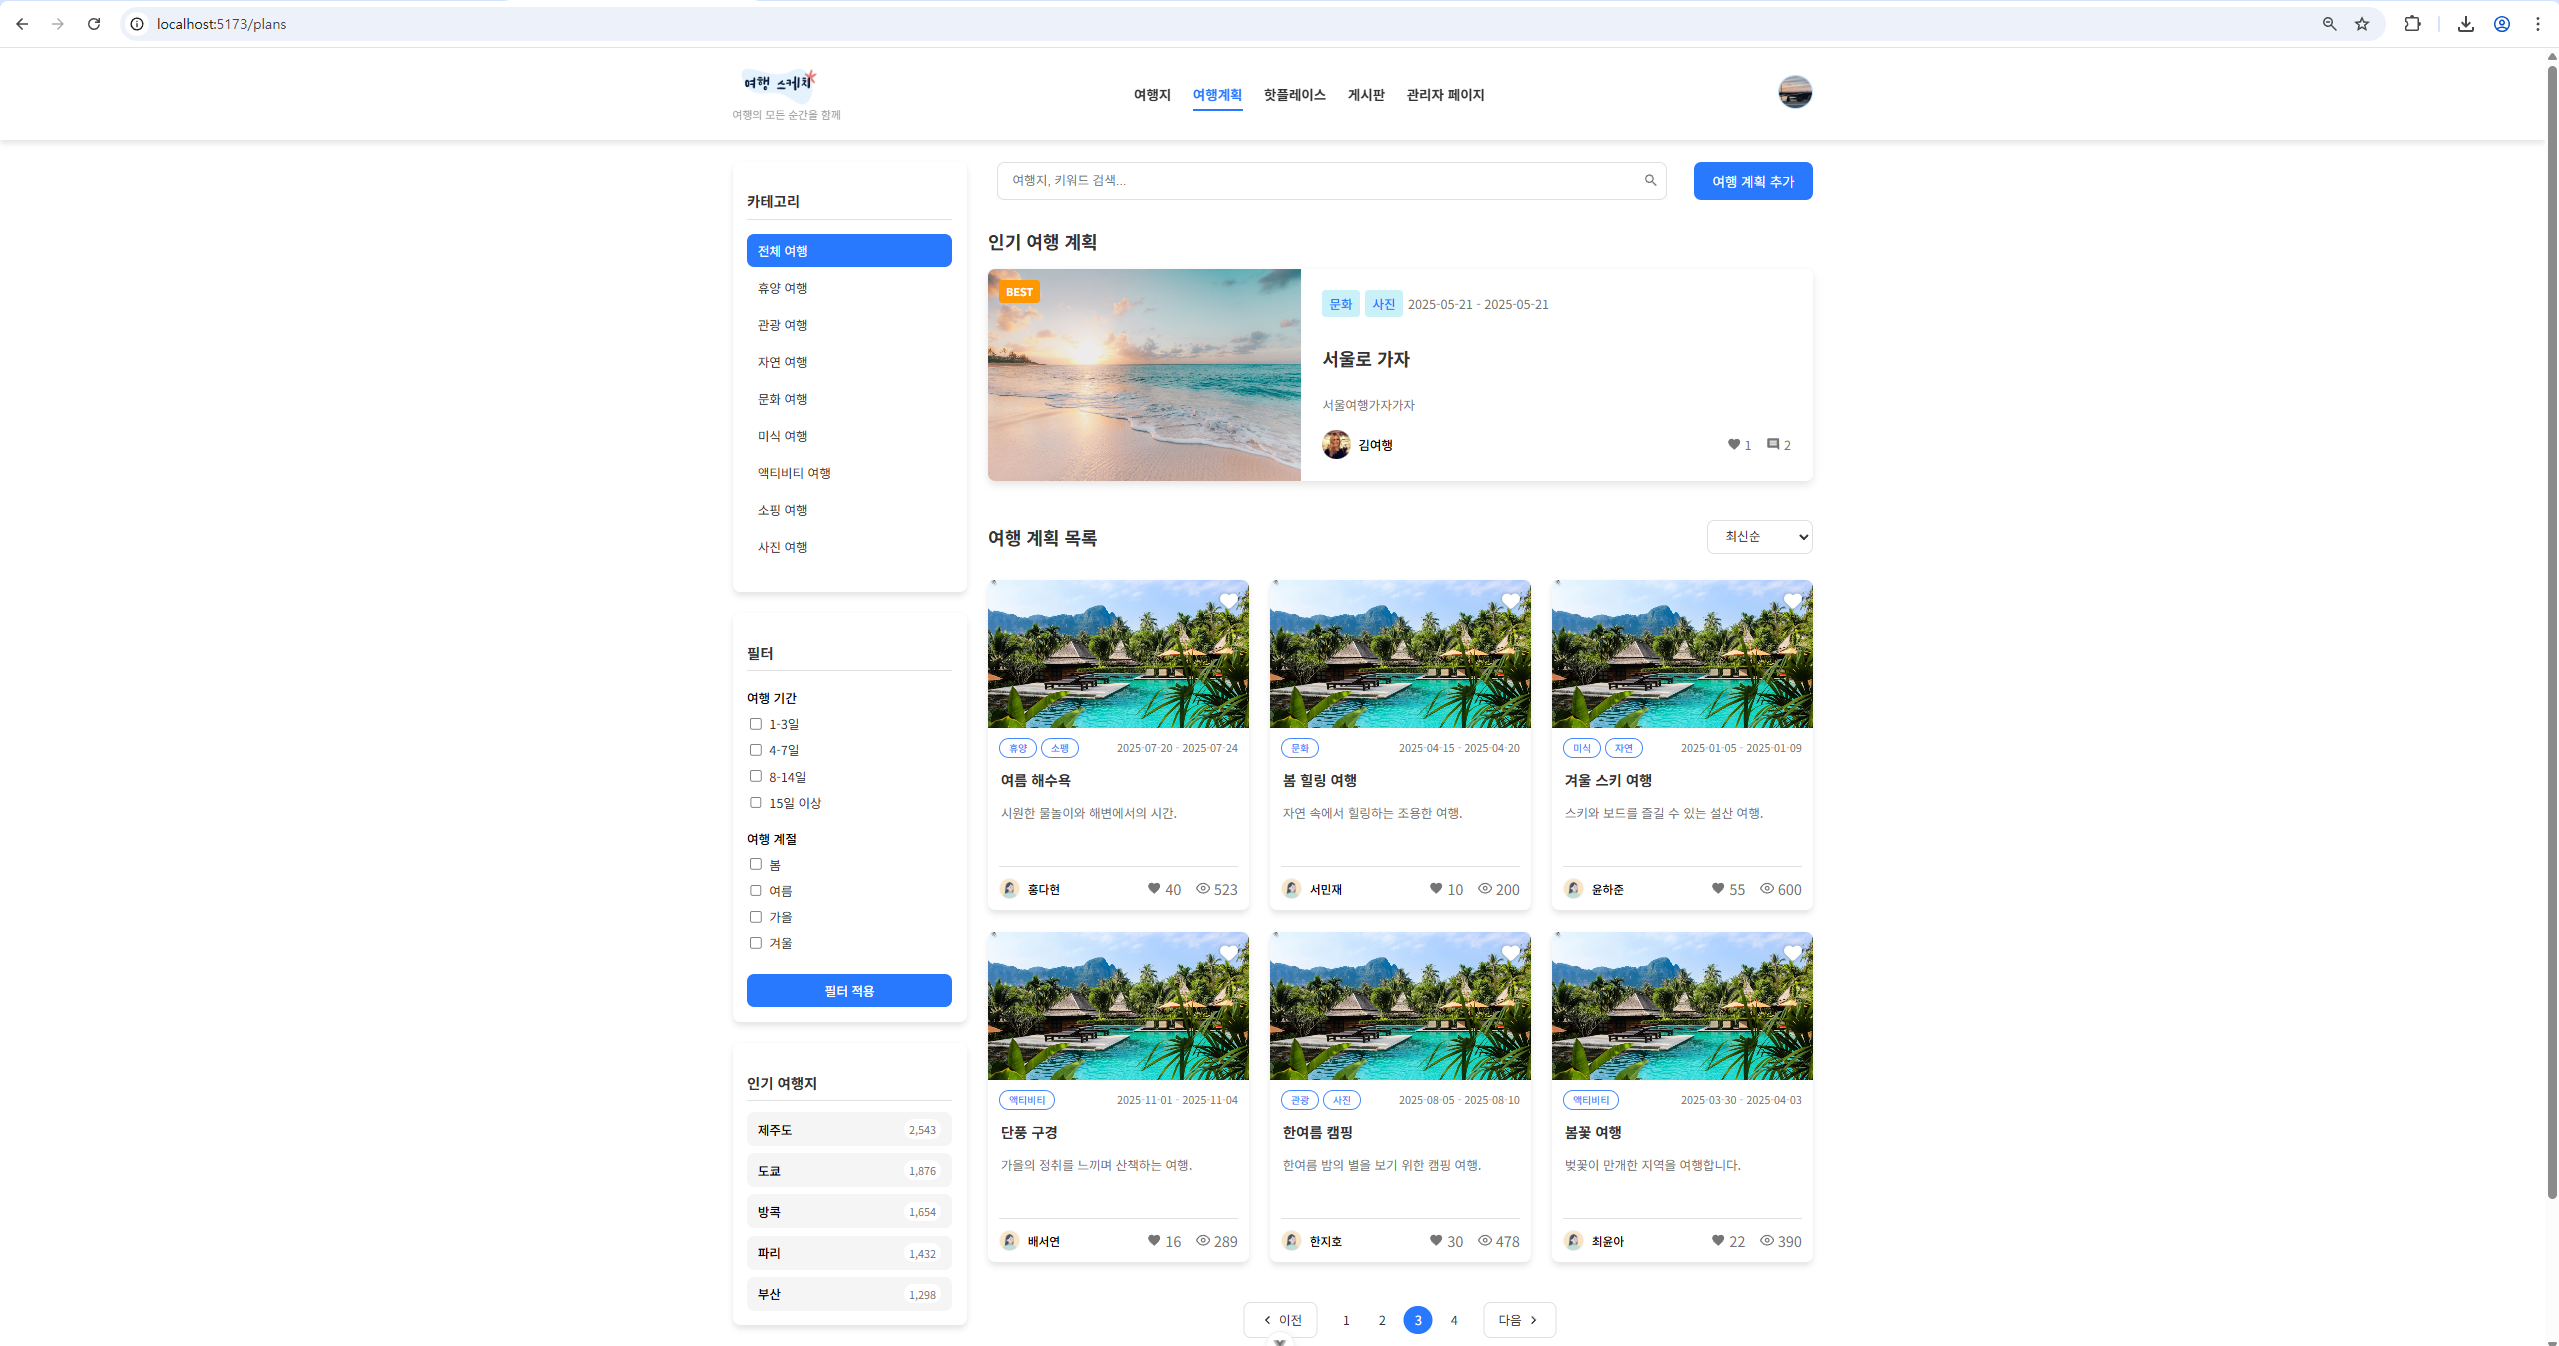 localhost:5173/plans
여행 스케치
여행의 모든 순간을 함께
여행지 여행계획 핫플레이스 게시판 관리자 페이지
카테고리
전체 여행
휴양 여행
관광 여행
자연 여행
문화 여행
미식 여행
액티비티 여행
소핑 여행
사진 여행
필터
여행 기간
1-3일
4-7일
8-14일
15일 이상
여행 계절
봄
여름
가을
겨울
필터 적용
인기 여행지
제주도 2,543
도쿄 1,876
방콕 1,654
파리 1,432
부산 1,298
여행지, 키워드 검색...
여행 계획 추가
인기 여행 계획
BEST
문화 사진 2025-05-21 - 2025-05-21
서울로 가자
서울여행가자가자
김여행 1 2
여행 계획 목록
최신순
휴양 소핑 2025-07-20 - 2025-07-24
여름 해수욕
시원한 물놀이와 해변에서의 시간.
홍다현 40 523
문화 2025-04-15 - 2025-04-20
봄 힐링 여행
자연 속에서 힐링하는 조용한 여행.
서민재 10 200
미식 자연 2025-01-05 - 2025-01-09
겨울 스키 여행
스키와 보드를 즐길 수 있는 설산 여행.
윤하준 55 600
액티비티 2025-11-01 - 2025-11-04
단풍 구경
가을의 정취를 느끼며 산책하는 여행.
배서연 16 289
관광 사진 2025-08-05 - 2025-08-10
한여름 캠핑
한여름 밤의 별을 보기 위한 캠핑 여행.
한지호 30 478
액티비티 2025-03-30 - 2025-04-03
봄꽃 여행
벚꽃이 만개한 지역을 여행합니다.
최윤아 22 390
이전 1 2 3 4 다음